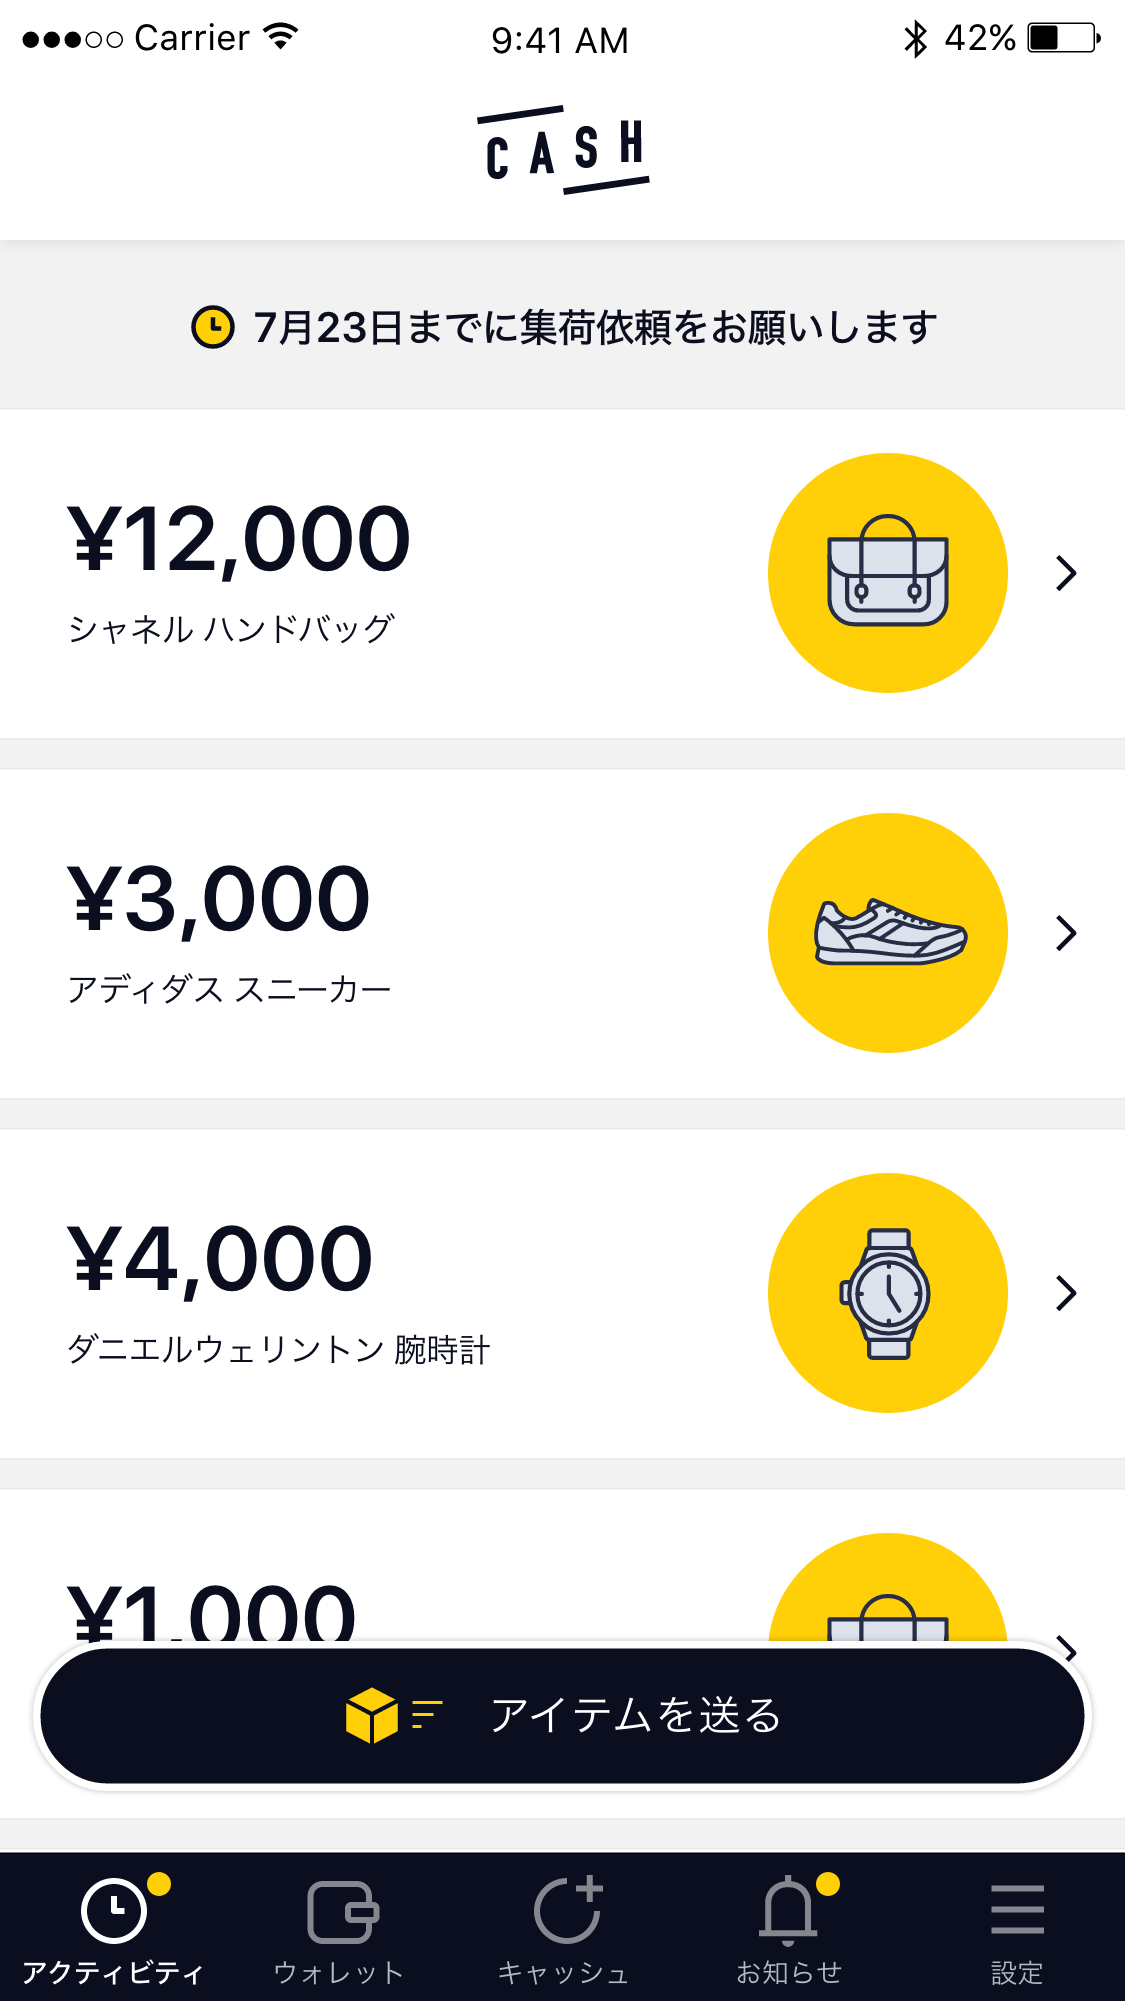 Carrier 9:41 AM 42%
CASH
7月23日までに集荷依頼をお願いします
¥12,000
シャネル ハンドバッグ
¥3,000
アディダス スニーカー
¥4,000
ダニエルウェリントン 腕時計
¥1,000
アイテムを送る
アクティビティ ウォレット キャッシュ お知らせ 設定